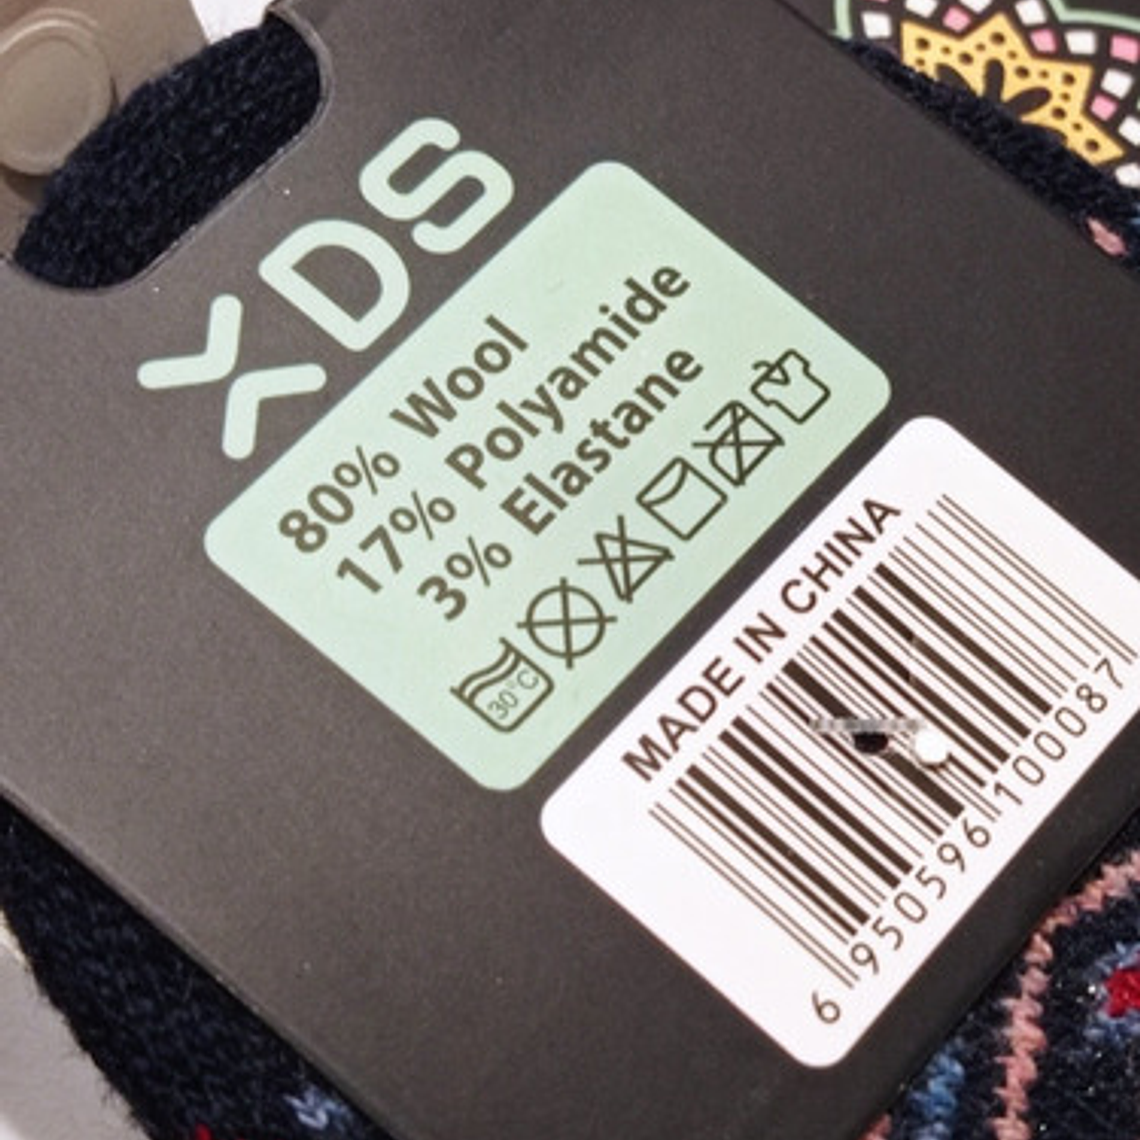 XDS
80% Wool
17% Polyamide
3% Elastane
30°C
MADE IN CHINA
6 950596 100087